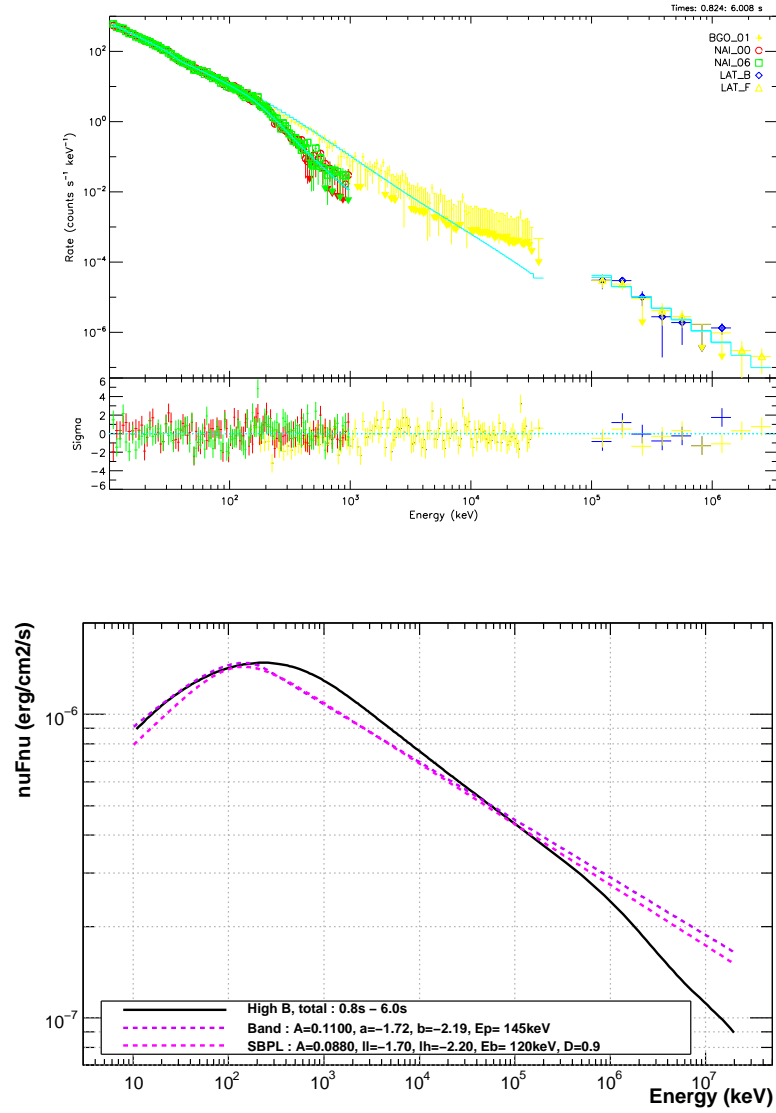 Times: 0.824: 6.008 s
BGO_01
NAI_00
NAI_06
LAT_B
LAT_F
Rate (counts s⁻¹ keV⁻¹)
10²
10⁰
10⁻²
10⁻⁴
10⁻⁶
Sigma
6
4
2
0
−2
−4
−6
10² 10³ 10⁴ 10⁵ 10⁶
Energy (keV)
nuFnu (erg/cm2/s)
10⁻⁶
10⁻⁷
High B, total : 0.8s − 6.0s
Band : A=0.1100, a=−1.72, b=−2.19, Ep= 145keV
SBPL : A=0.0880, Il=−1.70, Ih=−2.20, Eb= 120keV, D=0.9
10 10² 10³ 10⁴ 10⁵ 10⁶ 10⁷
Energy (keV)